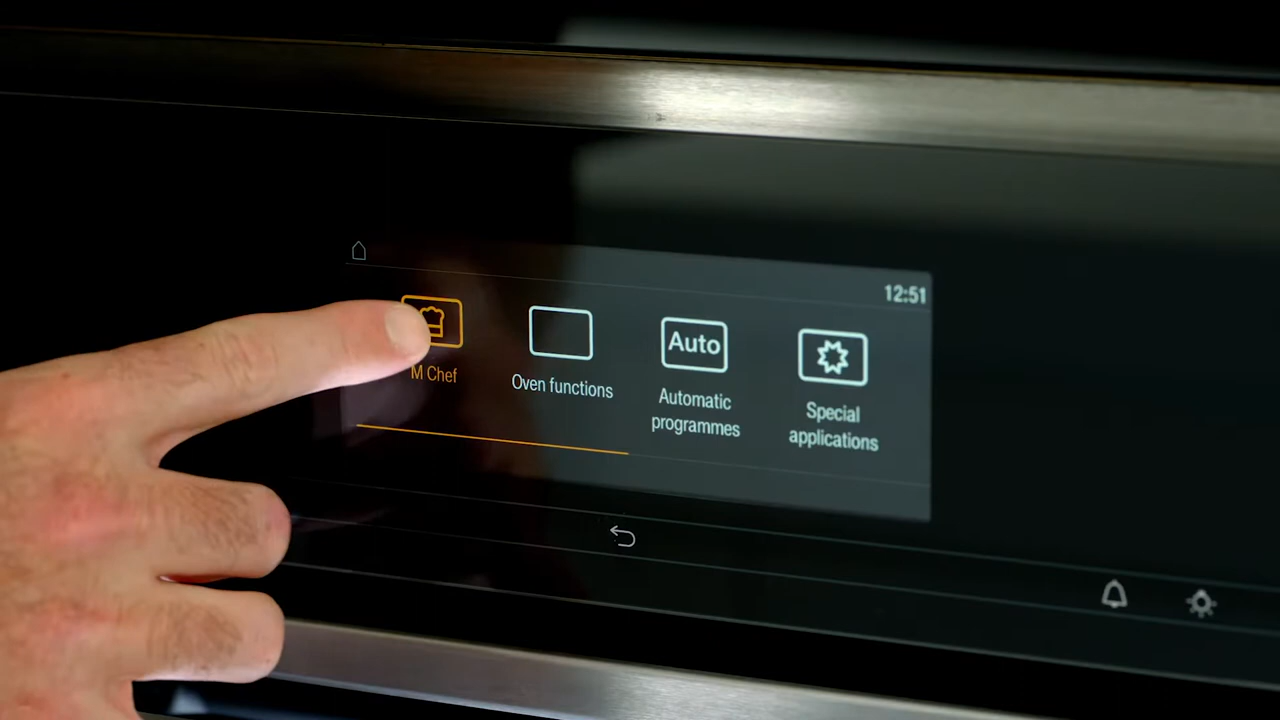 12:51
M Chef
Oven functions
Auto
Automatic
programmes
Special
applications